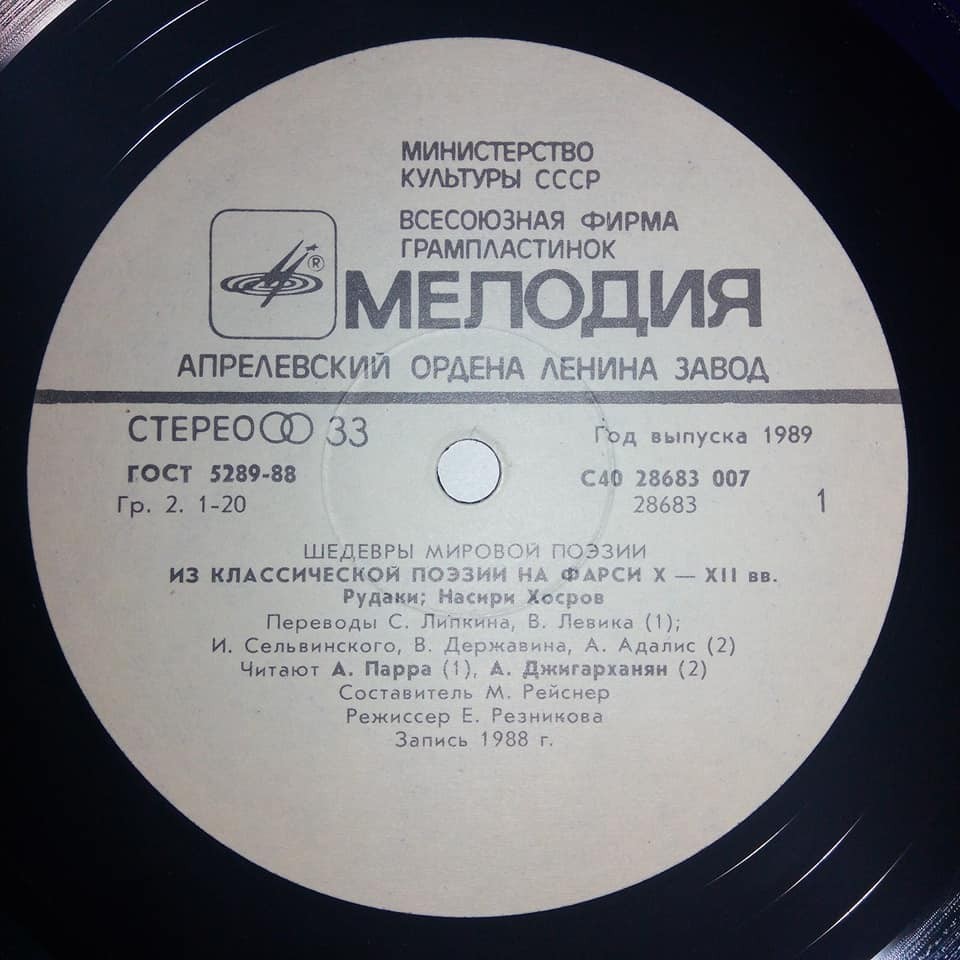 МИНИСТЕРСТВО
КУЛЬТУРЫ СССР
ВСЕСОЮЗНАЯ ФИРМА
ГРАМПЛАСТИНОК
®
МЕЛОДИЯ
АПРЕЛЕВСКИЙ ОРДЕНА ЛЕНИНА ЗАВОД
СТЕРЕО 33
Год выпуска 1989
ГОСТ 5289-88
С40 28683 007
Гр. 2. 1-20
28683
1
ШЕДЕВРЫ МИРОВОЙ ПОЭЗИИ
ИЗ КЛАССИЧЕСКОЙ ПОЭЗИИ НА ФАРСИ X — XII вв.
Рудаки; Насири Хосров
Переводы С. Липкина, В. Левика (1);
И. Сельвинского, В. Державина, А. Адалис (2)
Читают А. Парра (1), А. Джигарханян (2)
Составитель М. Рейснер
Режиссер Е. Резникова
Запись 1988 г.